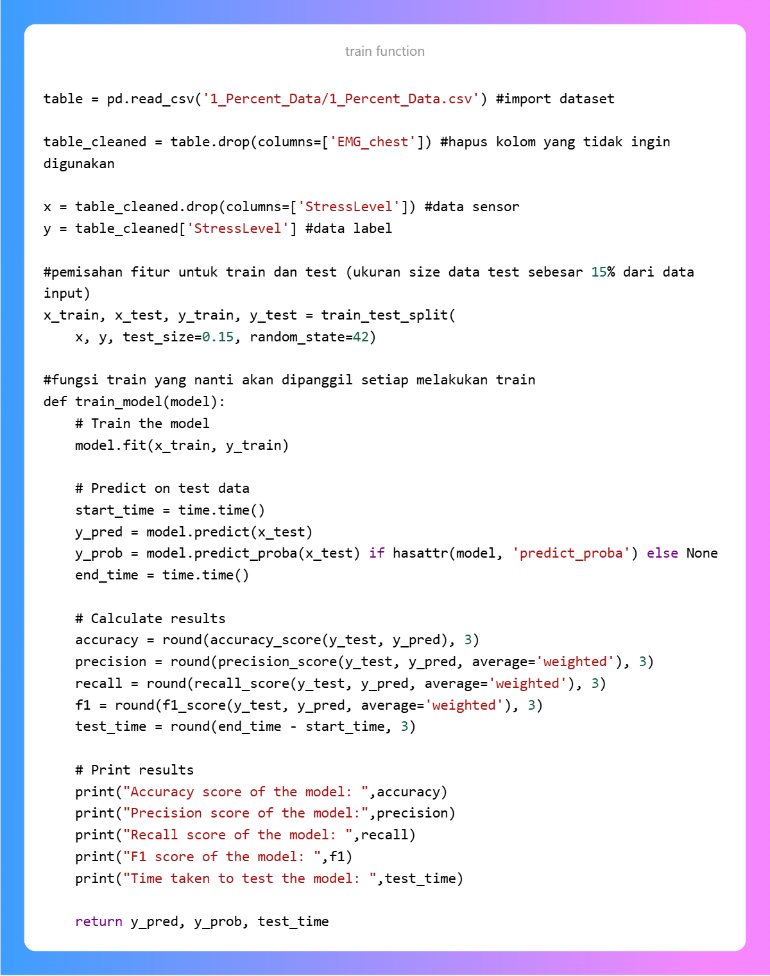 train function
table = pd.read_csv('1_Percent_Data/1_Percent_Data.csv') #import dataset
table_cleaned = table.drop(columns=['EMG_chest']) #hapus kolom yang tidak ingin
digunakan
x = table_cleaned.drop(columns=['StressLevel']) #data sensor
y = table_cleaned['StressLevel'] #data label
#pemisahan fitur untuk train dan test (ukuran size data test sebesar 15% dari data
input)
x_train, x_test, y_train, y_test = train_test_split(
    x, y, test_size=0.15, random_state=42)
#fungsi train yang nanti akan dipanggil setiap melakukan train
def train_model(model):
    # Train the model
    model.fit(x_train, y_train)
    # Predict on test data
    start_time = time.time()
    y_pred = model.predict(x_test)
    y_prob = model.predict_proba(x_test) if hasattr(model, 'predict_proba') else None
    end_time = time.time()
    # Calculate results
    accuracy = round(accuracy_score(y_test, y_pred), 3)
    precision = round(precision_score(y_test, y_pred, average='weighted'), 3)
    recall = round(recall_score(y_test, y_pred, average='weighted'), 3)
    f1 = round(f1_score(y_test, y_pred, average='weighted'), 3)
    test_time = round(end_time - start_time, 3)
    # Print results
    print("Accuracy score of the model: ",accuracy)
    print("Precision score of the model:",precision)
    print("Recall score of the model: ",recall)
    print("F1 score of the model: ",f1)
    print("Time taken to test the model: ",test_time)
    return y_pred, y_prob, test_time